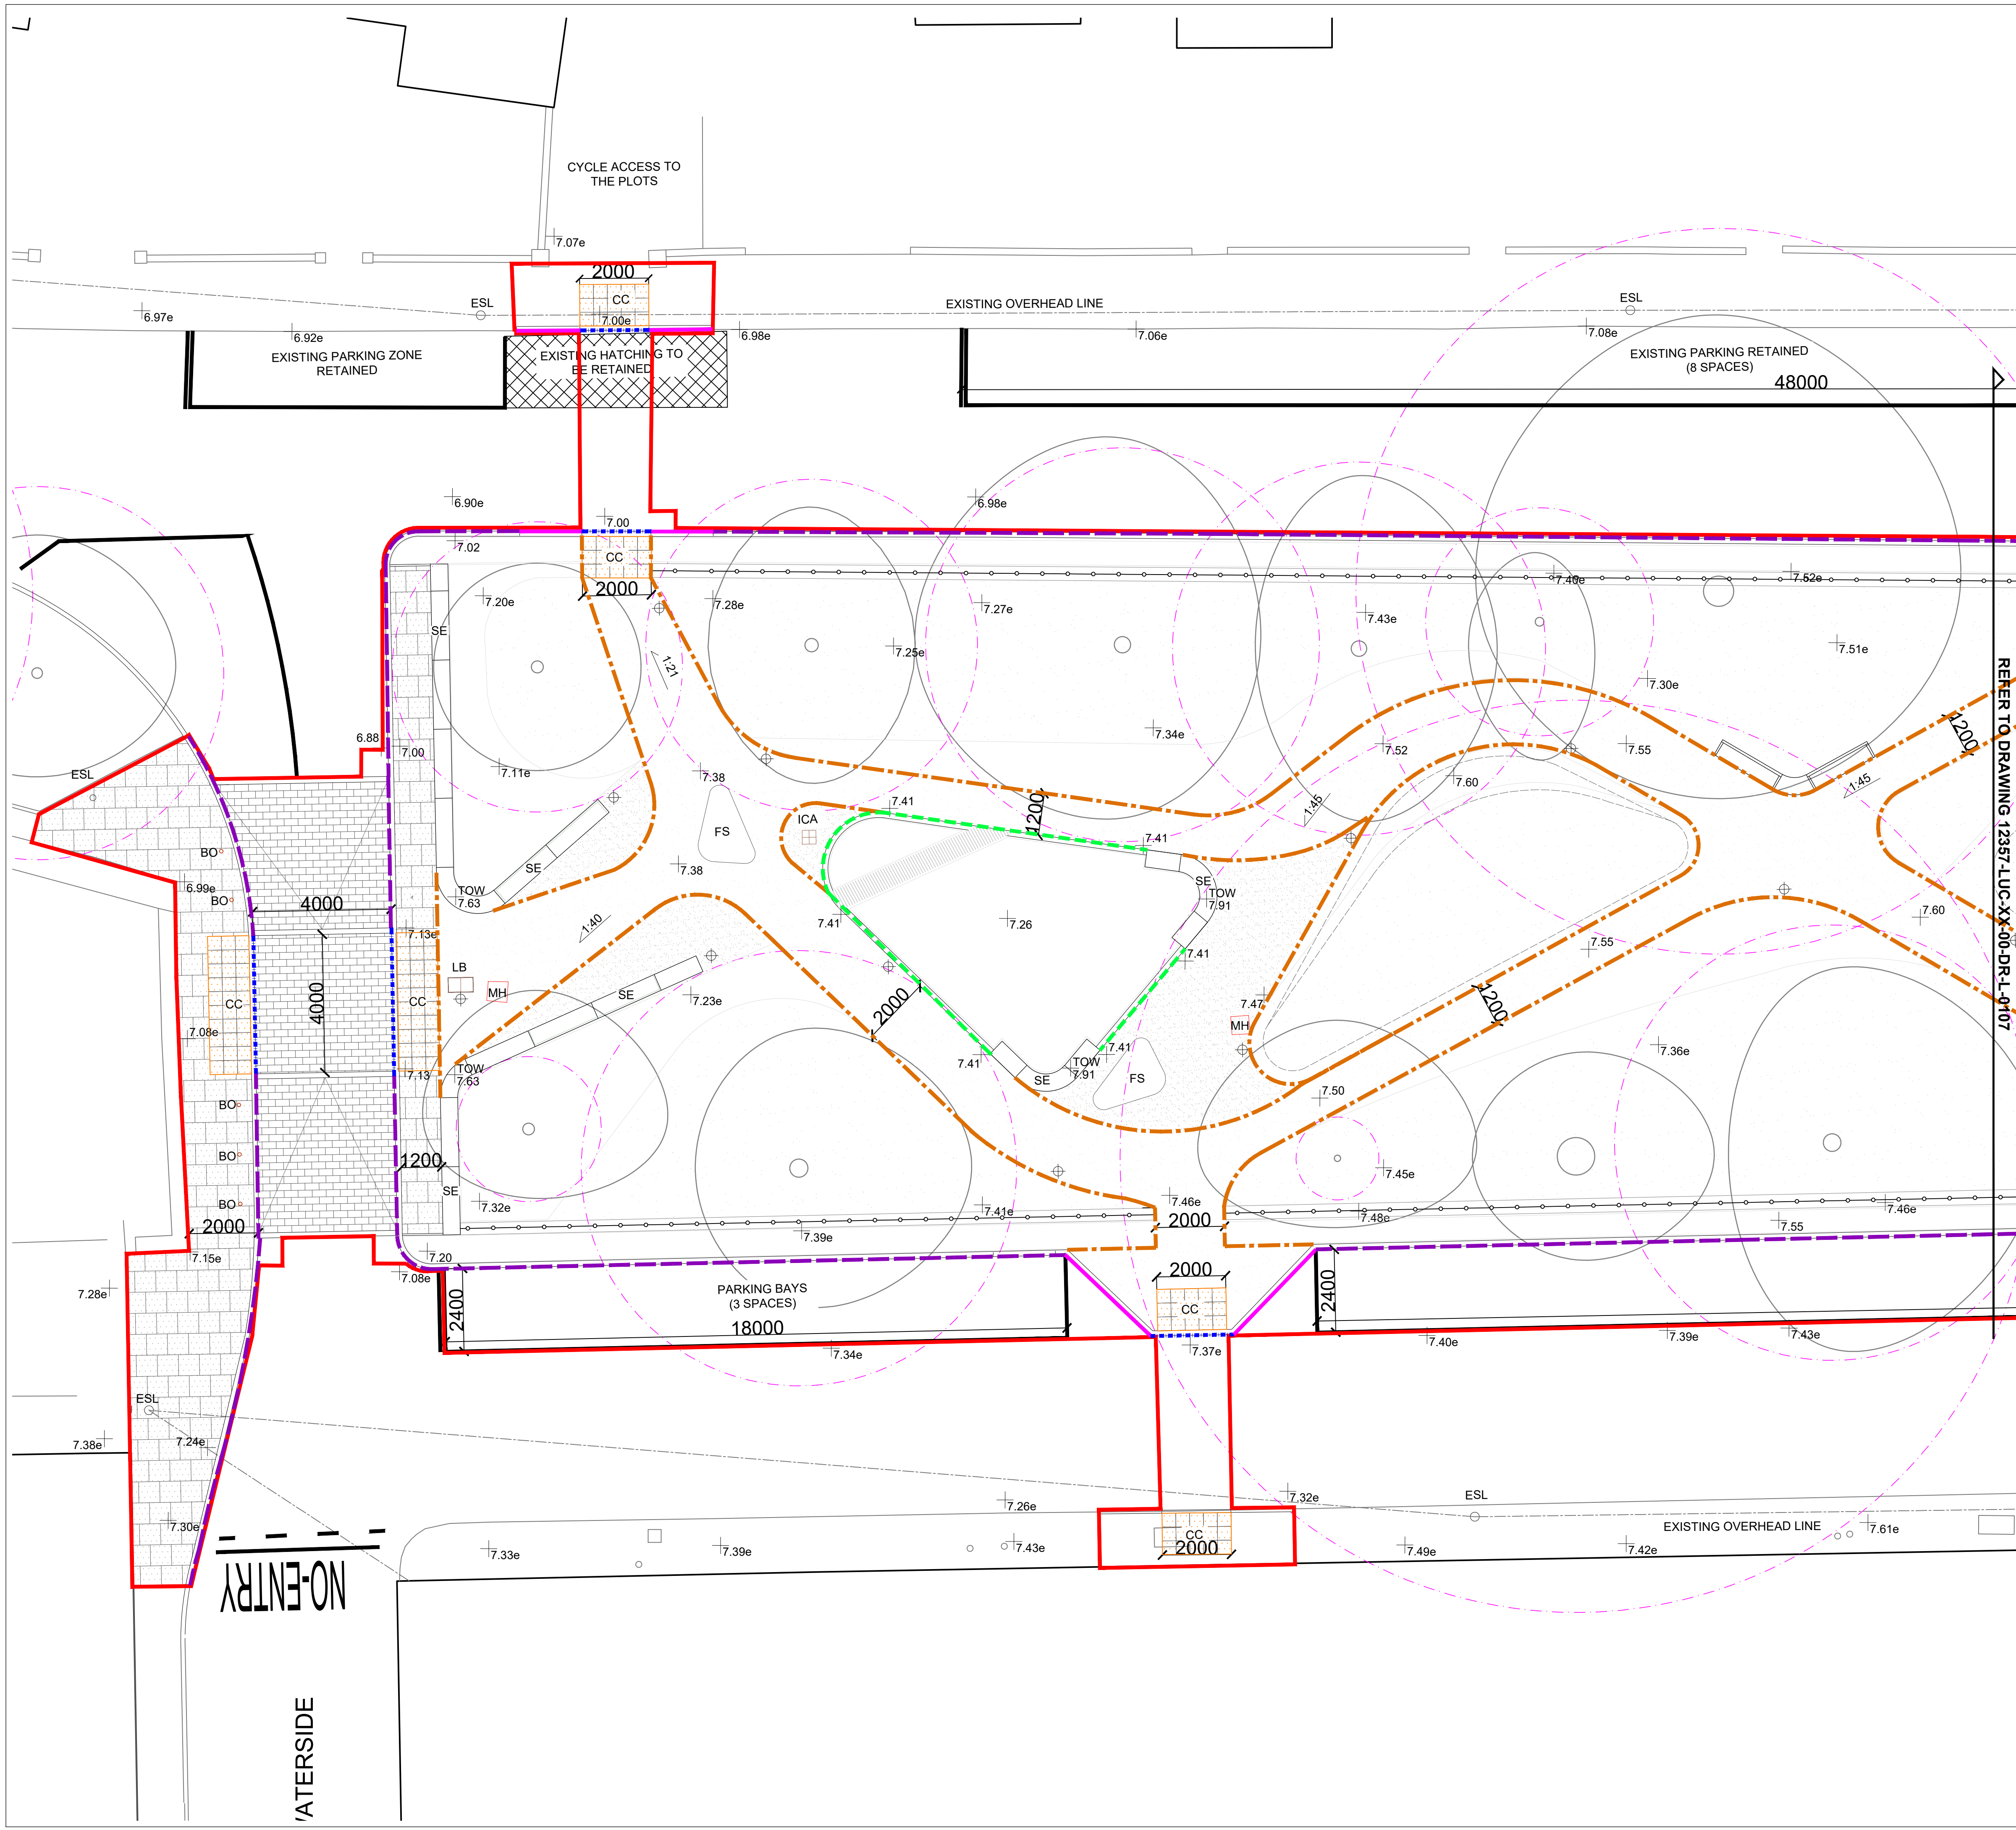 CYCLE ACCESS TO
THE PLOTS
7.07e
2000
CC
ESL
7.00e
6.97e
6.92e
6.98e
EXISTING OVERHEAD LINE
7.06e
ESL
7.08e
EXISTING PARKING ZONE
RETAINED
EXISTING HATCHING TO
BE RETAINED
EXISTING PARKING RETAINED
(8 SPACES)
48000
6.90e
7.00
6.98e
7.02
CC
2000
7.20e
7.28e
7.27e
7.43e
7.46e
7.52e
SE
1:21
7.25e
7.51e
7.30e
REFER TO DRAWING 12357-LUC-XX-00-DR-L-0107
6.88
7.00
7.11e
7.38
7.34e
7.52
7.55
1200
ESL
7.60
1:45
7.41
1200
1:45
ICA
FS
7.41
BO
SE
7.38
SE
6.99e
BO
4000
TOW
7.63
TOW
7.91
7.41
7.26
7.60
7.13e
1:40
7.55
LB
MH
7.41
CC
CC
4000
SE
7.23e
2000
7.47
1200
MH
7.08e
7.36e
7.13
TOW
7.63
7.41
SE
TOW
7.91
7.41
FS
7.50
BO
BO
1200
SE
7.45e
BO
7.32e
7.41e
7.46e
7.48e
7.46e
2000
7.39e
2000
7.55
7.15e
7.20
7.28e
7.08e
2400
PARKING BAYS
(3 SPACES)
18000
2000
CC
2400
7.34e
7.37e
7.40e
7.39e
7.43e
ESL
7.38e
7.24e
7.30e
7.26e
7.32e
ESL
EXISTING OVERHEAD LINE
7.61e
7.33e
7.39e
7.43e
CC
2000
7.49e
7.42e
NO-ENTRY
VATERSIDE